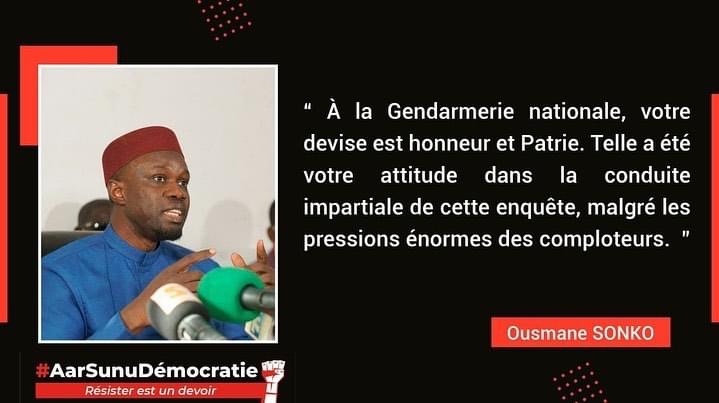 “ À la Gendarmerie nationale, votre
devise est honneur et Patrie. Telle a été
votre attitude dans la conduite
impartiale de cette enquête, malgré les
pressions énormes des comploteurs. ”
Ousmane SONKO
#AarSunuDémocratie
Résister est un devoir